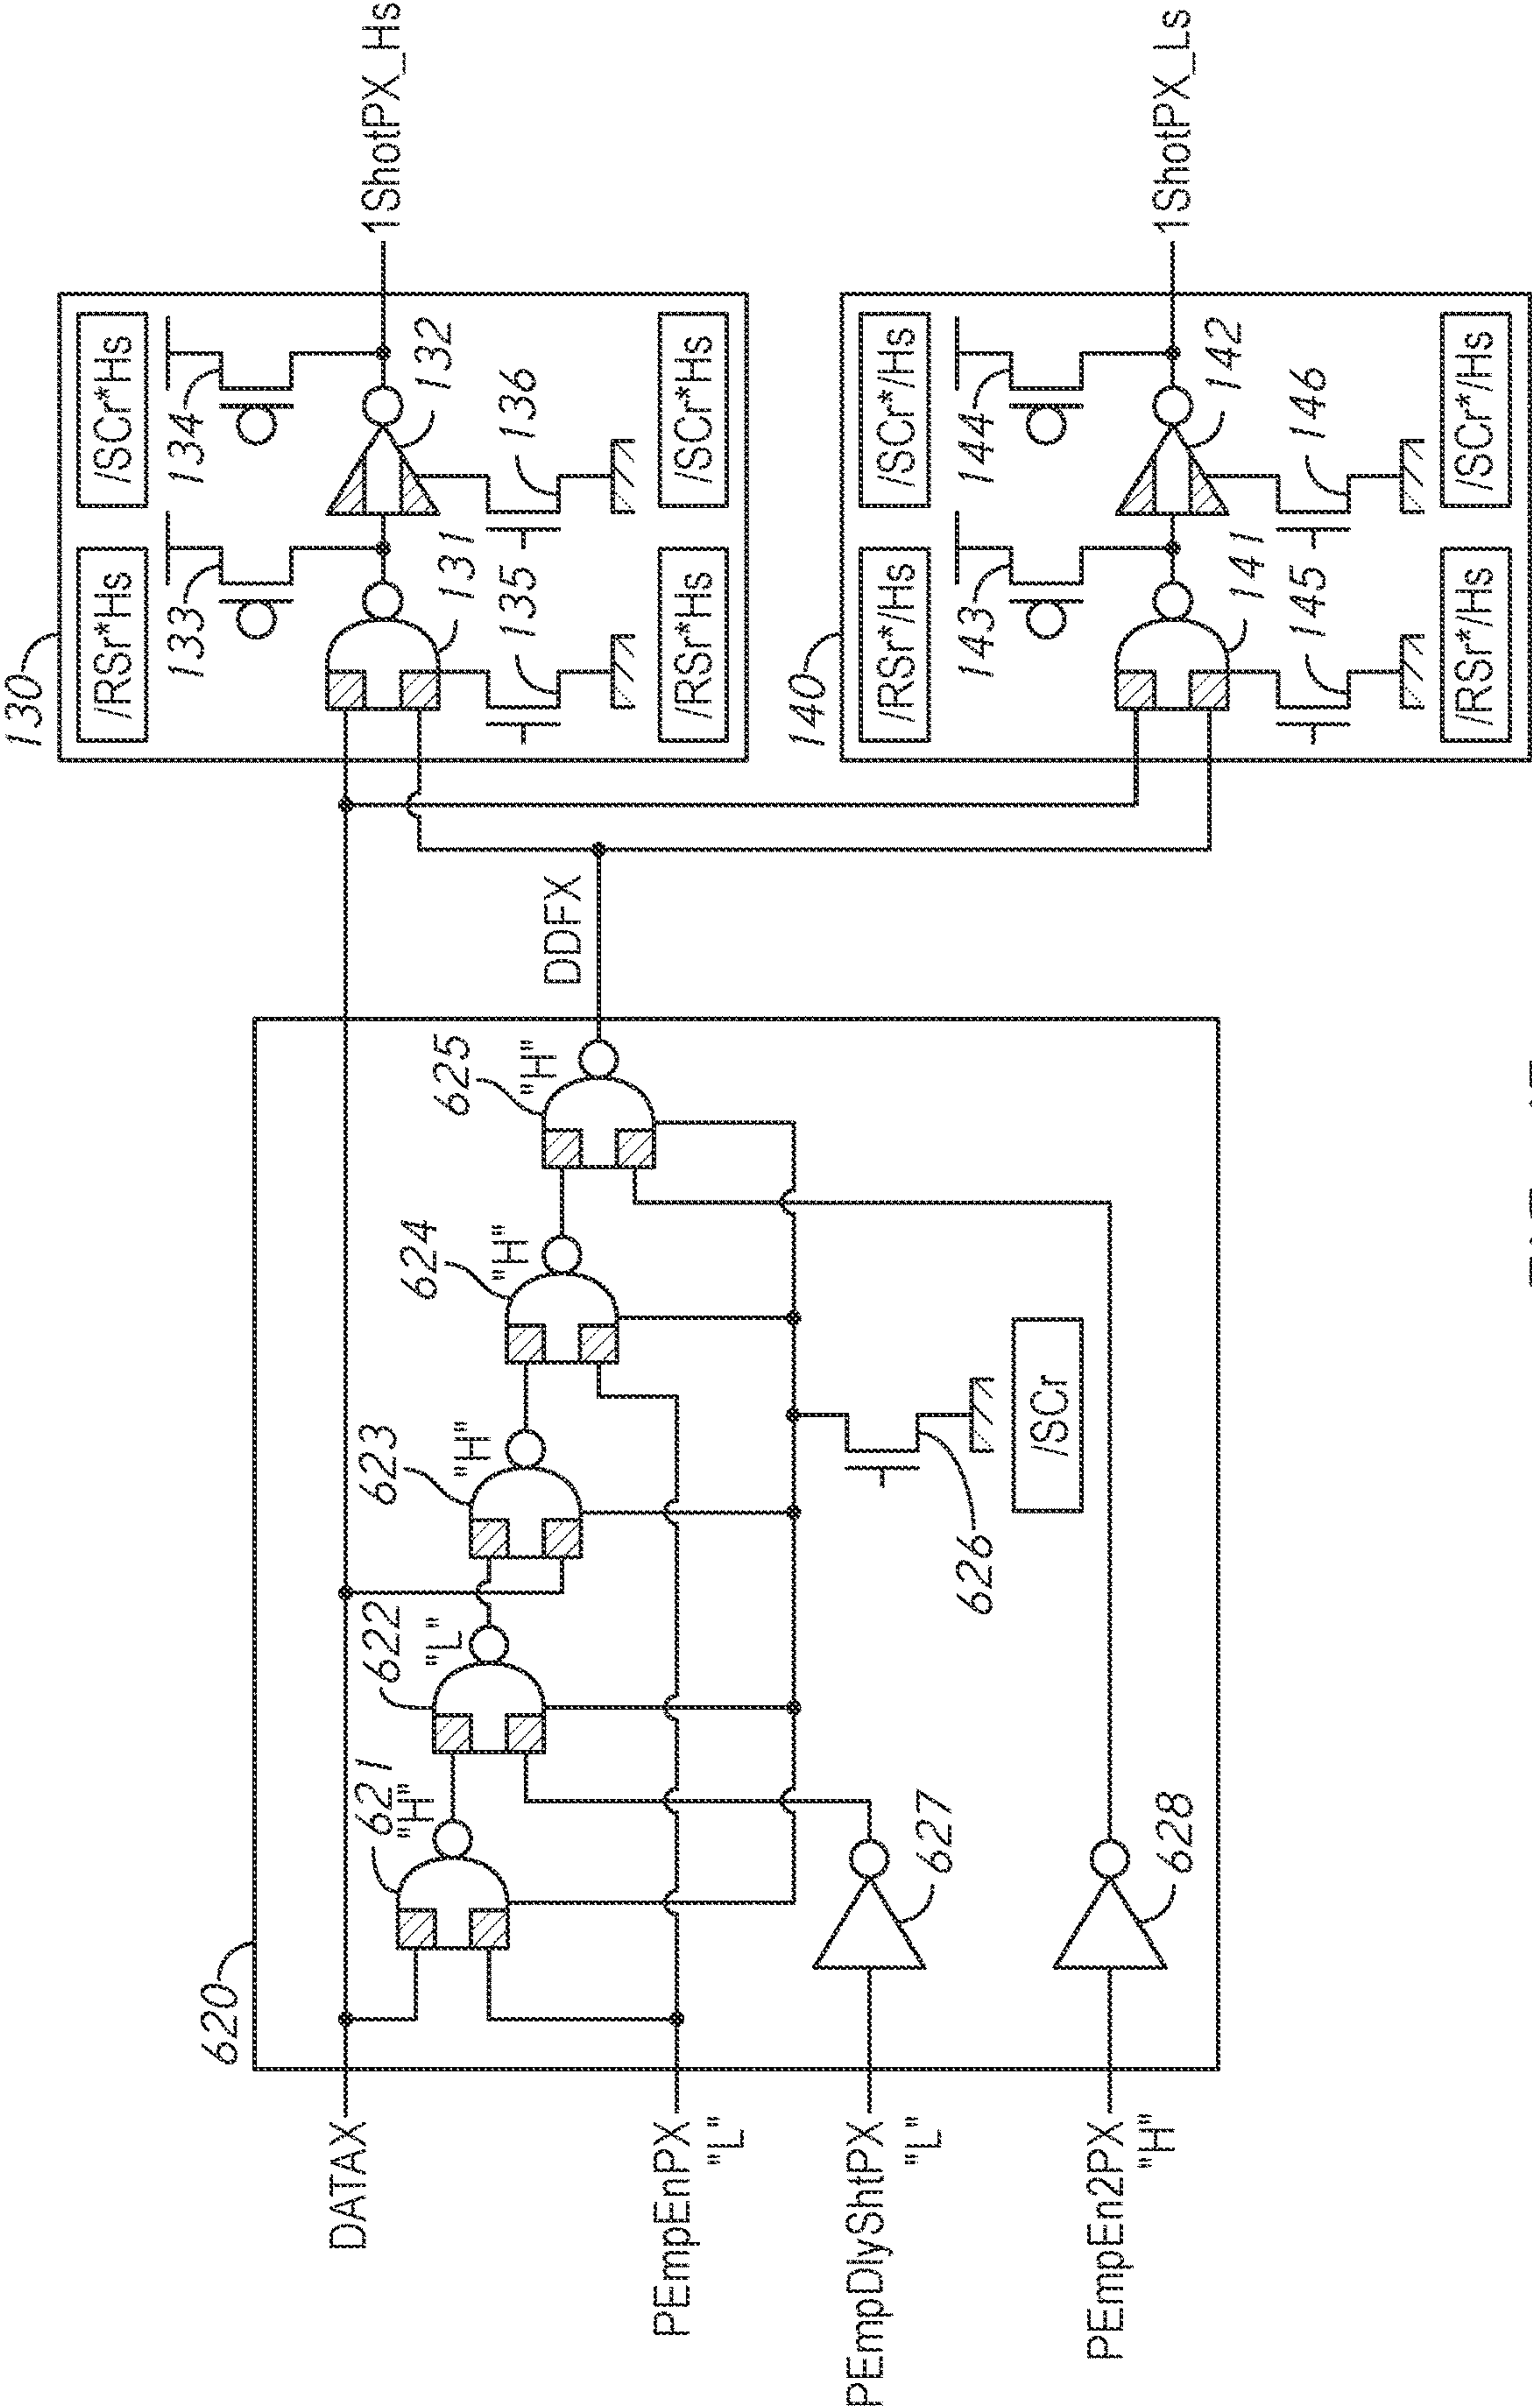 DATAX
PEmpEnPX
"L"
PEmpDlyShtPX
"L"
PEmpEn2PX
"H"
620
621
"H"
622
"L"
623
"H"
624
"H"
625
"H"
626
/SCr
627
628
DDFX
130
/RSr*Hs
/SCr*Hs
133
134
131
132
135
136
/RSr*Hs
/SCr*Hs
1ShotPX_Hs
140
/RSr*/Hs
/SCr*/Hs
143
144
141
142
145
146
/RSr*/Hs
/SCr*/Hs
1ShotPX_Ls